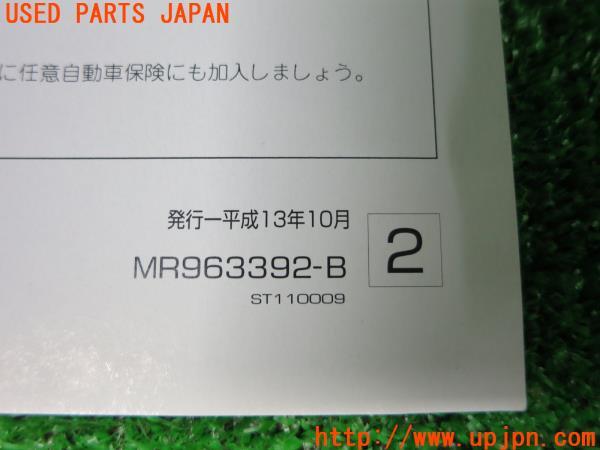 USED PARTS JAPAN
に任意自動車保険にも加入しましょう。
発行ー平成13年10月
MR963392-B
2
ST110009
http://www.upjpn.com